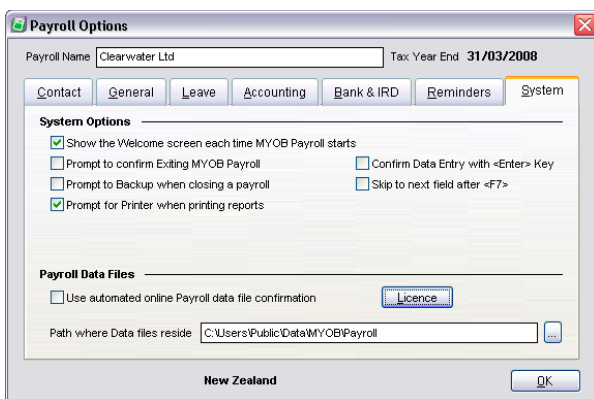 Payroll Options
Payroll Name Clearwater Ltd Tax Year End 31/03/2008
Contact General Leave Accounting Bank & IRD Reminders System
System Options
Show the Welcome screen each time MYOB Payroll starts
Prompt to confirm Exiting MYOB Payroll Confirm Data Entry with <Enter> Key
Prompt to Backup when closing a payroll Skip to next field after <F7>
Prompt for Printer when printing reports
Payroll Data Files
Use automated online Payroll data file confirmation Licence
Path where Data files reside C:\Users\Public\Data\MYOB\Payroll ...
New Zealand OK